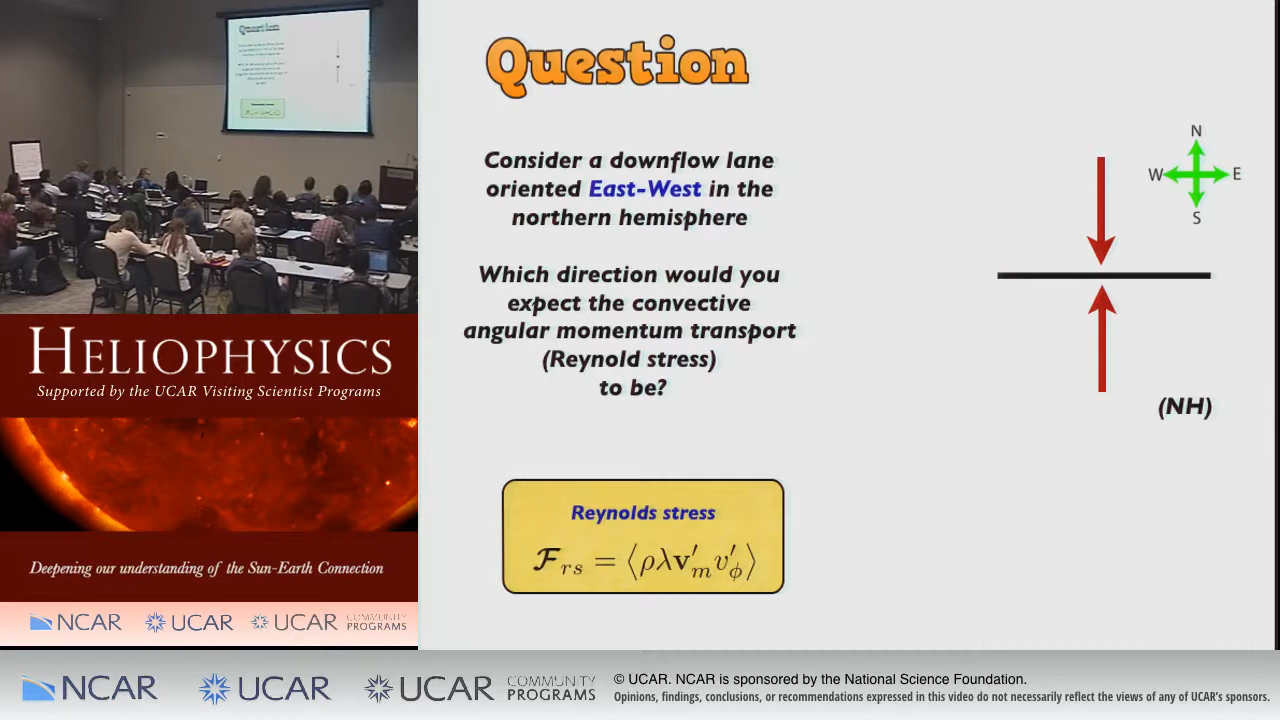 Question
Consider a downflow lane
oriented East-West in the
northern hemisphere
Which direction would you
expect the convective
angular momentum transport
(Reynold stress)
to be?
Reynolds stress
𝓕rs = ⟨ρλv′m v′ϕ⟩
N
W E
S
(NH)
Question
HELIOPHYSICS
Supported by the UCAR Visiting Scientist Programs
Deepening our understanding of the Sun-Earth Connection
NCAR UCAR UCAR COMMUNITY
PROGRAMS
NCAR UCAR UCAR COMMUNITY
PROGRAMS
© UCAR. NCAR is sponsored by the National Science Foundation.
Opinions, findings, conclusions, or recommendations expressed in this video do not necessarily reflect the views of any of UCAR's sponsors.